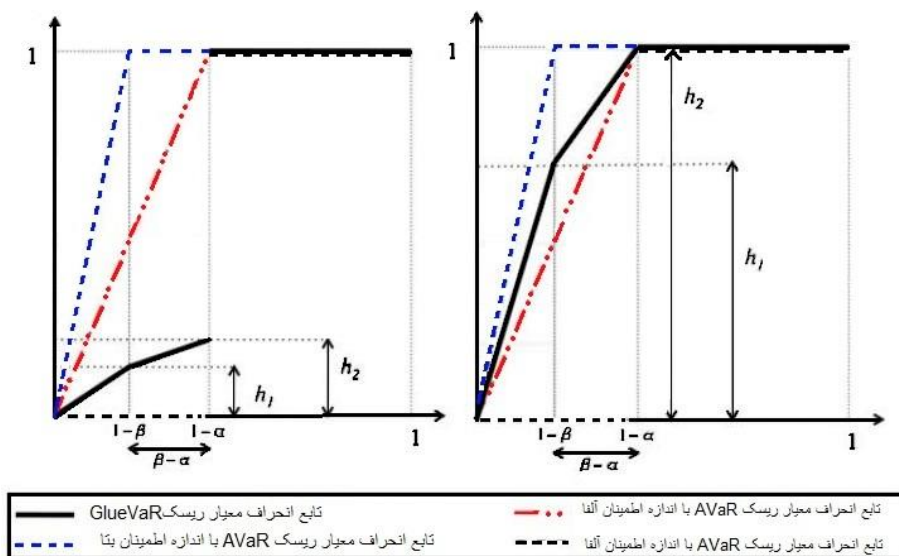 1
h₂
h₁
1-β
1-α
1
β-α
1
h₂
h₁
1-β
1-α
1
β-α
تابع انحراف معیار ریسک GlueVaR
تابع انحراف معیار ریسک AVaR با اندازه اطمینان آلفا
تابع انحراف معیار ریسک AVaR با اندازه اطمینان بتا
تابع انحراف معیار ریسک AVaR با اندازه اطمینان آلفا